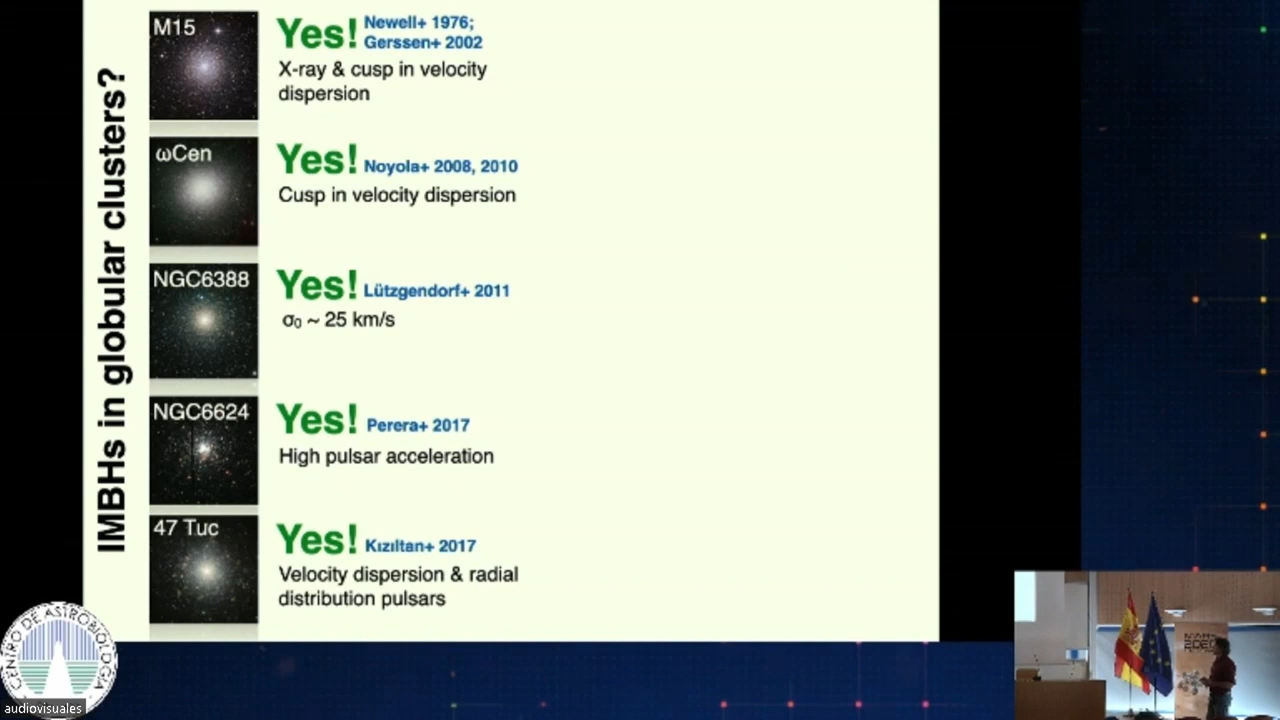 IMBHs in globular clusters?
M15
Yes! Newell+ 1976;
Gerssen+ 2002
X-ray & cusp in velocity
dispersion
ωCen
Yes! Noyola+ 2008, 2010
Cusp in velocity dispersion
NGC6388
Yes! Lützgendorf+ 2011
σ₀ ~ 25 km/s
NGC6624
Yes! Perera+ 2017
High pulsar acceleration
47 Tuc
Yes! Kızıltan+ 2017
Velocity dispersion & radial
distribution pulsars
CENTRO DE ASTROBIOLOGÍA
audiovisuales